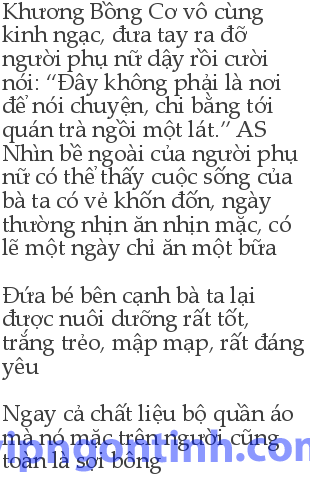 Khương Bồng Cơ vô cùng
kinh ngạc, đưa tay ra đỡ
người phụ nữ dậy rồi cười
nói: “Đây không phải là nơi
để nói chuyện, chi bằng tới
quán trà ngồi một lát.” AS
Nhìn bề ngoài của người phụ
nữ có thể thấy cuộc sống của
bà ta có vẻ khốn đốn, ngày
thường nhịn ăn nhịn mặc, có
lẽ một ngày chỉ ăn một bữa
Đứa bé bên cạnh bà ta lại
được nuôi dưỡng rất tốt,
trắng trẻo, mập mạp, rất đáng
yêu
Ngay cả chất liệu bộ quần áo
mà nó mặc trên người cũng
toàn là sợi bông
vipngontinh.com